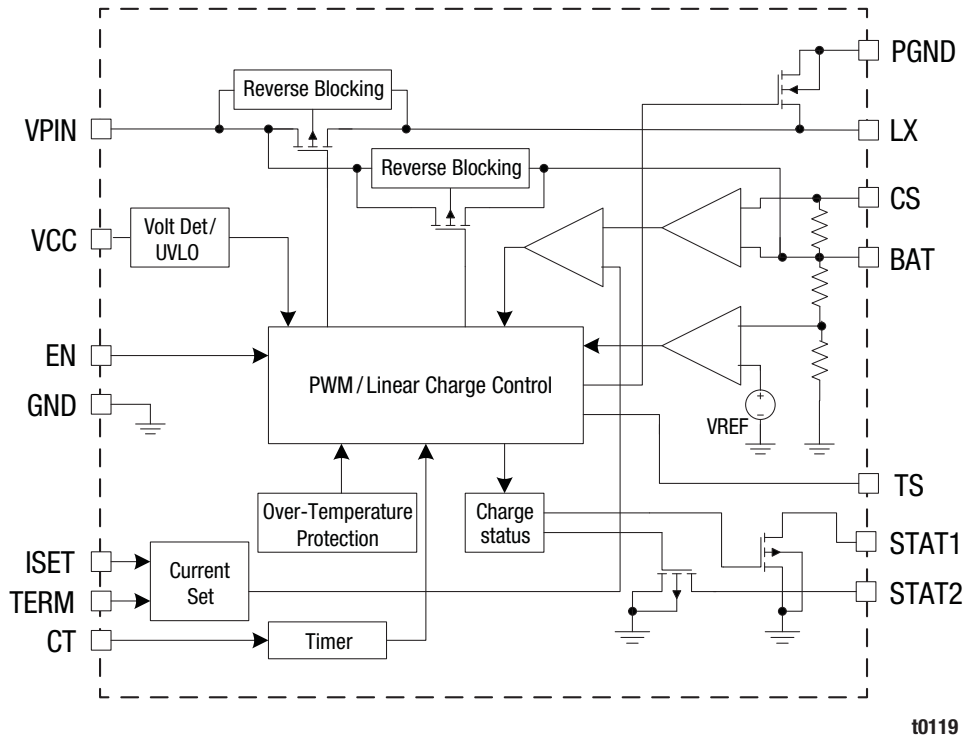 PGND
Reverse Blocking
VPIN
LX
Reverse Blocking
CS
VCC
Volt Det/
UVLO
BAT
EN
PWM / Linear Charge Control
GND
+
−
VREF
TS
Over-Temperature
Protection
Charge
status
ISET
TERM
Current
Set
STAT1
STAT2
CT
Timer
t0119